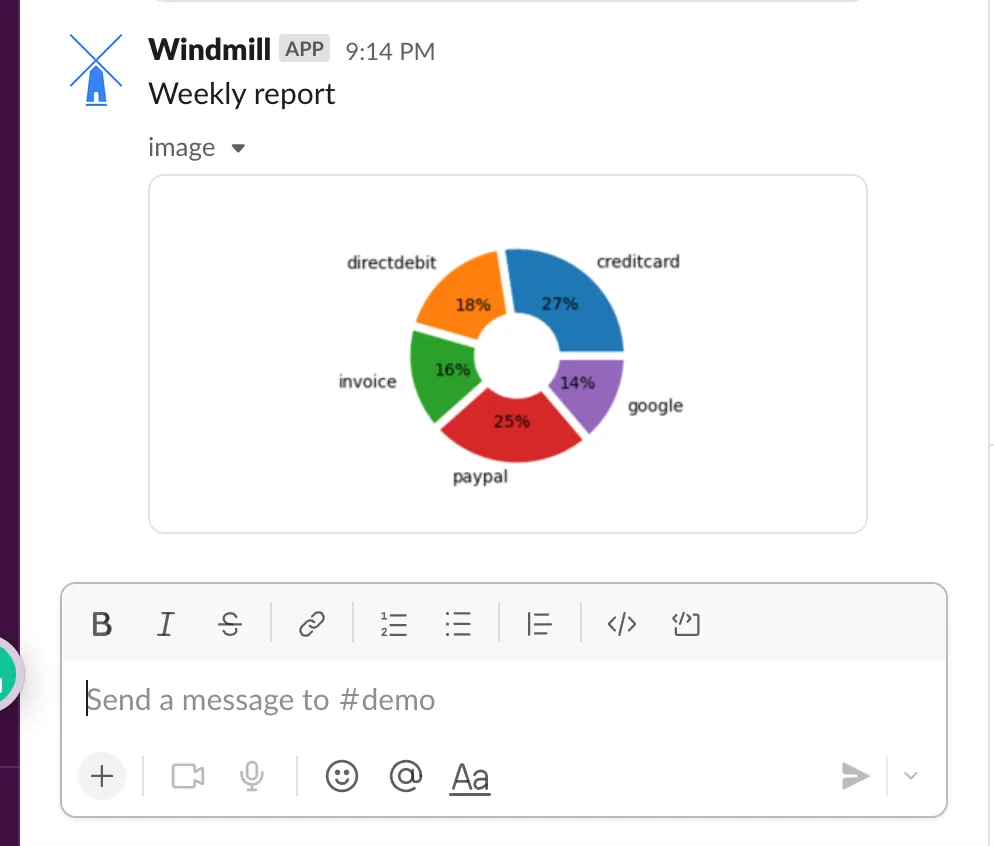 Windmill APP 9:14 PM
Weekly report
image
directdebit
creditcard
18%
27%
invoice
16%
14%
google
25%
paypal
B I S
Send a message to #demo
Aa